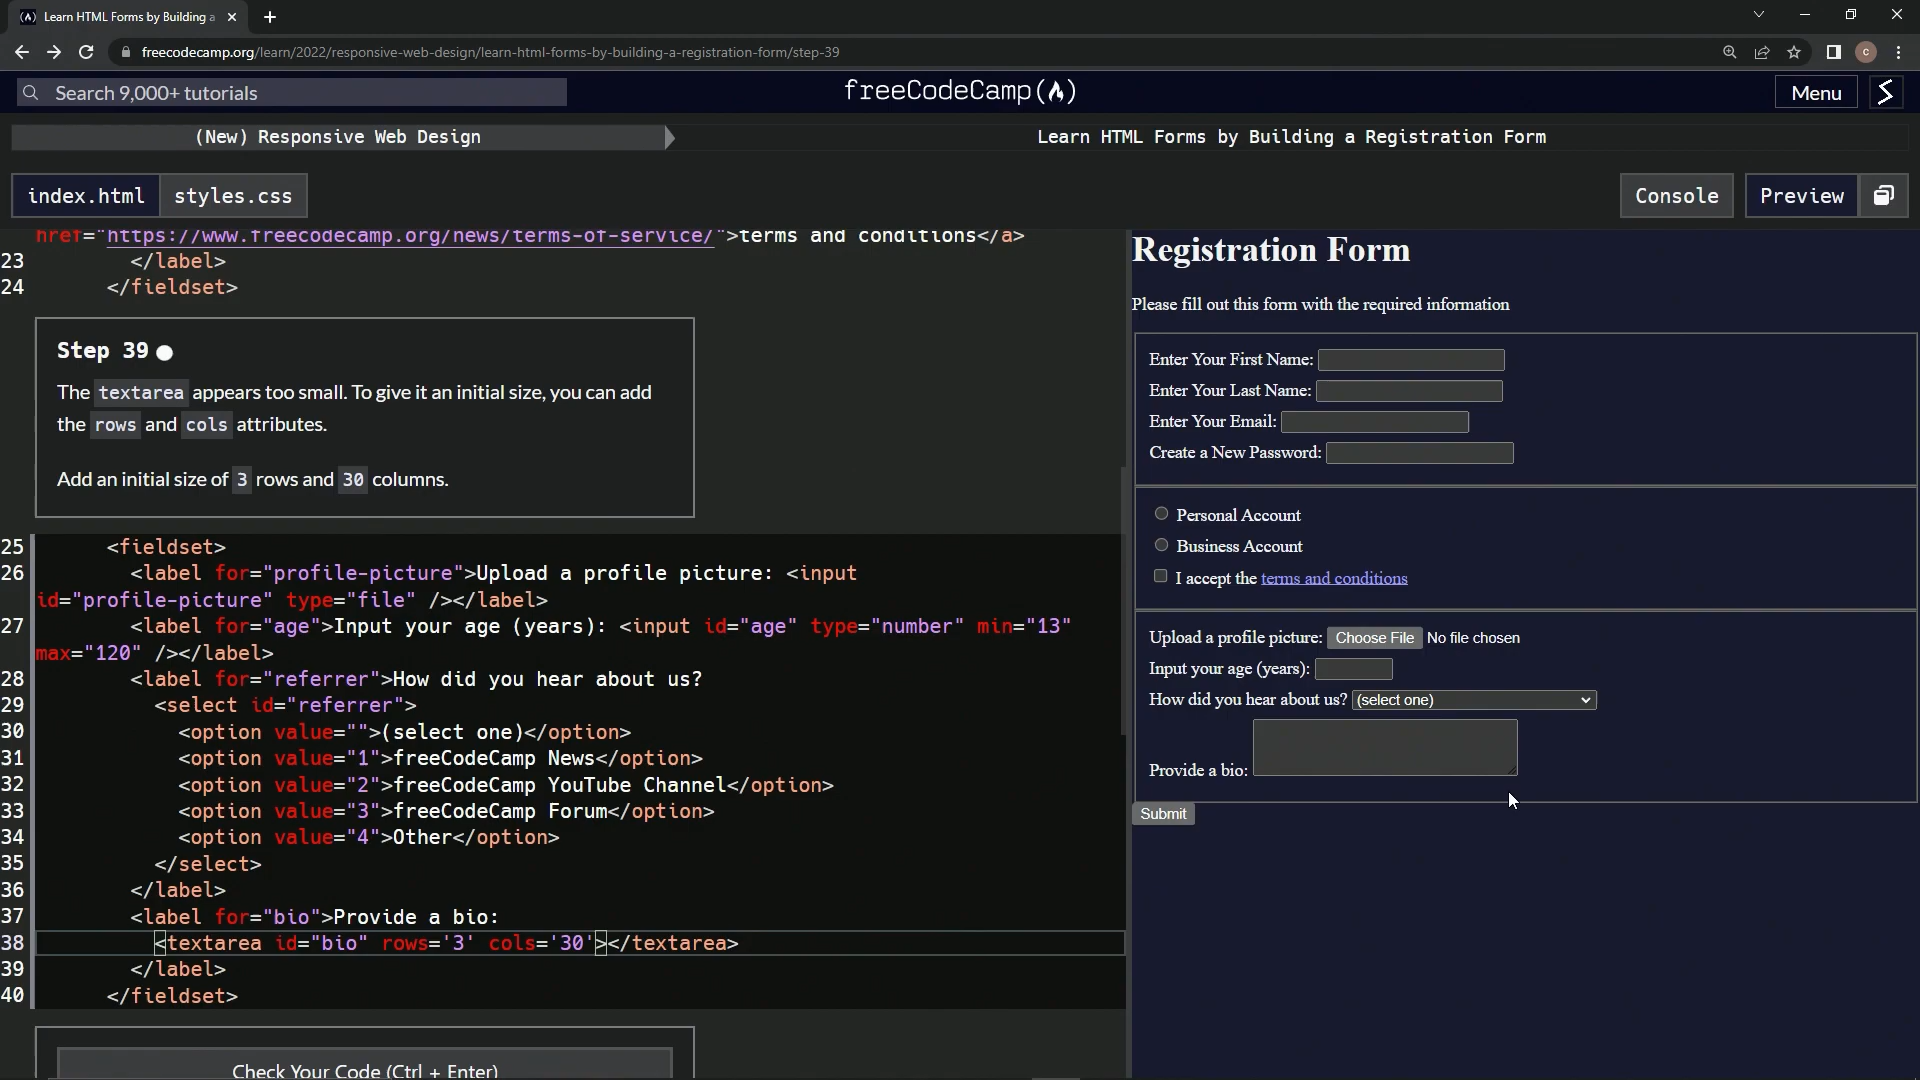 Learn HTML Forms by Building a
freecodecamp.org/learn/2022/responsive-web-design/learn-html-forms-by-building-a-registration-form/step-39
c
Search 9,000+ tutorials
freeCodeCamp
Menu
(New) Responsive Web Design
Learn HTML Forms by Building a Registration Form
index.html
styles.css
Console
Preview
href="https://www.freecodecamp.org/news/terms-of-service/">terms and conditions</a>
23 </label>
24 </fieldset>
Step 39
The textarea appears too small. To give it an initial size, you can add
the rows and cols attributes.
Add an initial size of 3 rows and 30 columns.
25 <fieldset>
26 <label for="profile-picture">Upload a profile picture: <input
id="profile-picture" type="file" /></label>
27 <label for="age">Input your age (years): <input id="age" type="number" min="13"
max="120" /></label>
28 <label for="referrer">How did you hear about us?
29 <select id="referrer">
30 <option value="">(select one)</option>
31 <option value="1">freeCodeCamp News</option>
32 <option value="2">freeCodeCamp YouTube Channel</option>
33 <option value="3">freeCodeCamp Forum</option>
34 <option value="4">Other</option>
35 </select>
36 </label>
37 <label for="bio">Provide a bio:
38 <textarea id="bio" rows='3' cols='30'></textarea>
39 </label>
40 </fieldset>
Check Your Code (Ctrl + Enter)
Registration Form
Please fill out this form with the required information
Enter Your First Name:
Enter Your Last Name:
Enter Your Email:
Create a New Password:
Personal Account
Business Account
I accept the terms and conditions
Upload a profile picture: Choose File No file chosen
Input your age (years):
How did you hear about us? (select one)
Provide a bio:
Submit